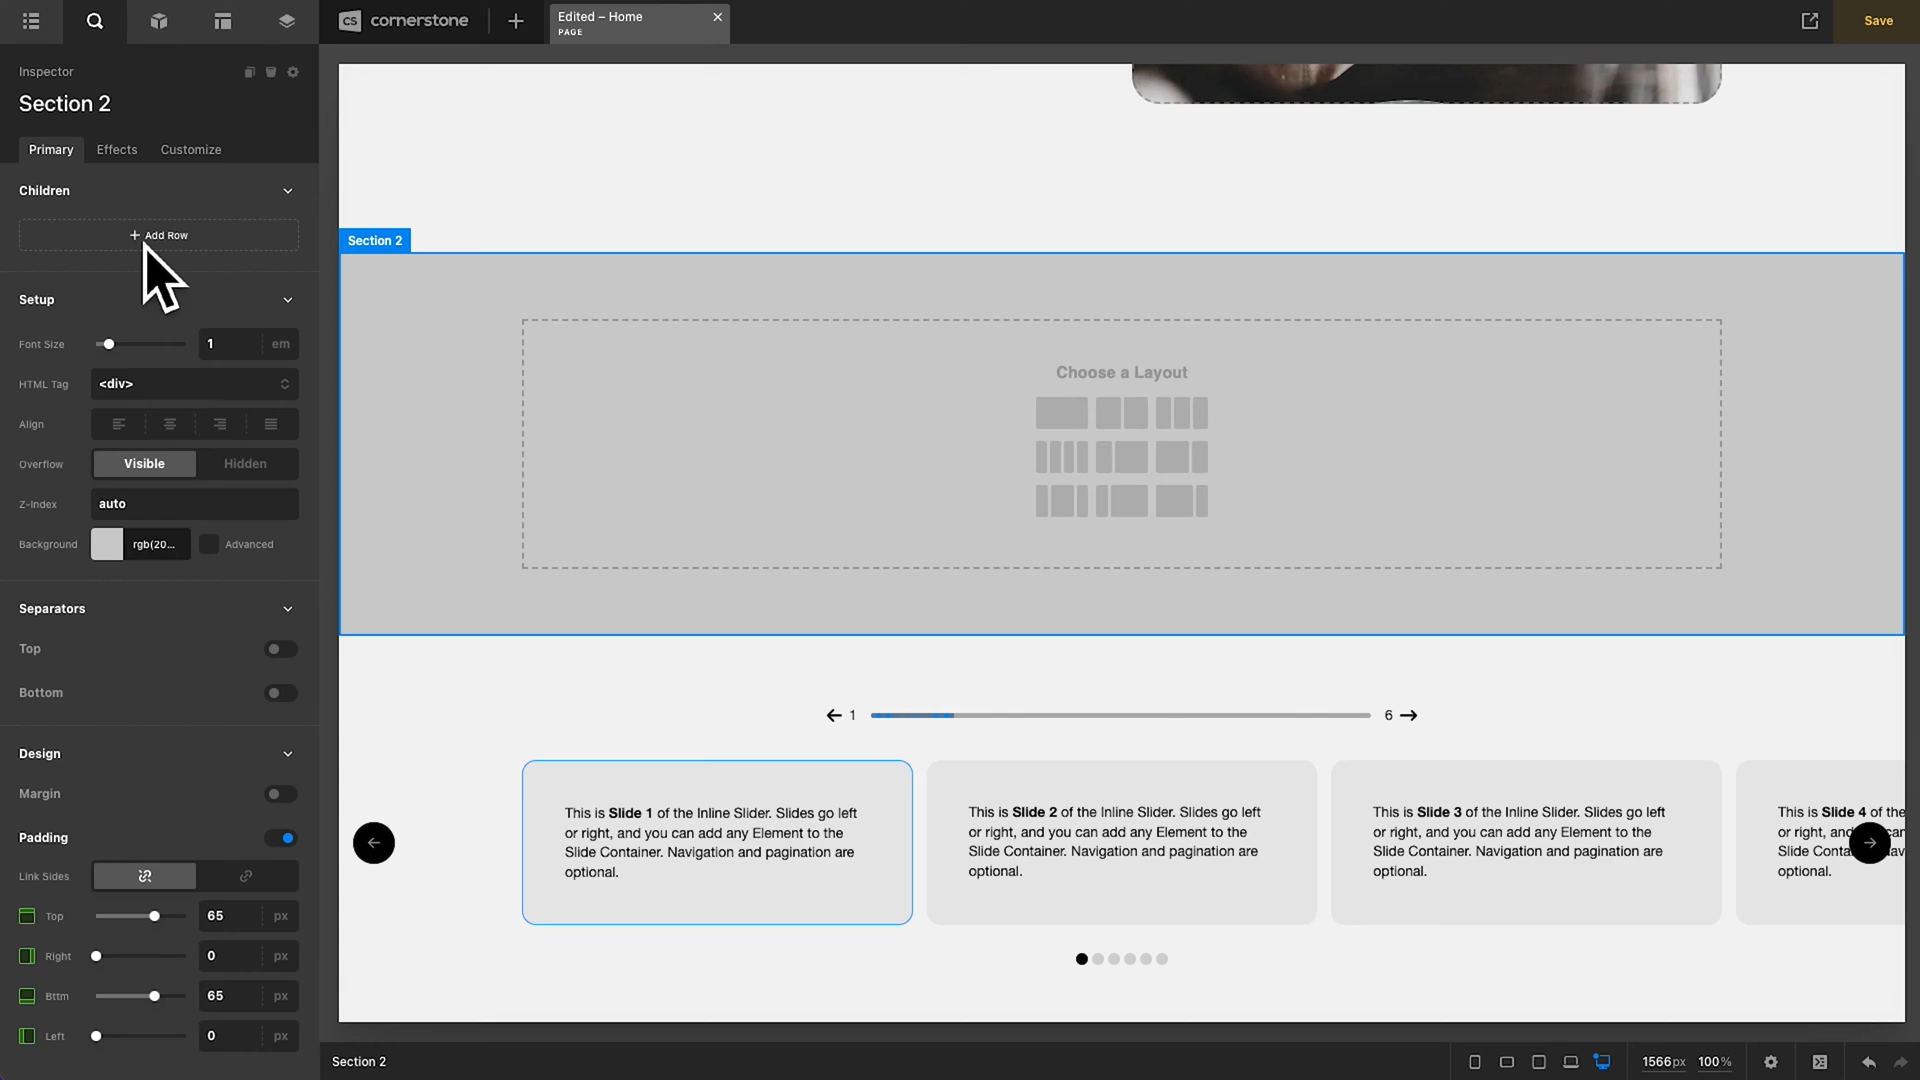 CS cornerstone
Edited – Home
PAGE
Save
Inspector
Section 2
Primary
Effects
Customize
Children
Add Row
Setup
Font Size
1
em
HTML Tag
<div>
Align
Overflow
Visible
Hidden
Z-Index
auto
Background
rgb(20...
Advanced
Separators
Top
Bottom
Design
Margin
Padding
Link Sides
Top
65
px
Right
0
px
Bttm
65
px
Left
0
px
Section 2
Choose a Layout
1
6
This is Slide 1 of the Inline Slider. Slides go left
or right, and you can add any Element to the
Slide Container. Navigation and pagination are
optional.
This is Slide 2 of the Inline Slider. Slides go left
or right, and you can add any Element to the
Slide Container. Navigation and pagination are
optional.
This is Slide 3 of the Inline Slider. Slides go left
or right, and you can add any Element to the
Slide Container. Navigation and pagination are
optional.
This is Slide 4 of the
or right, and
Slide
optional.
Section 2
1566px
100%